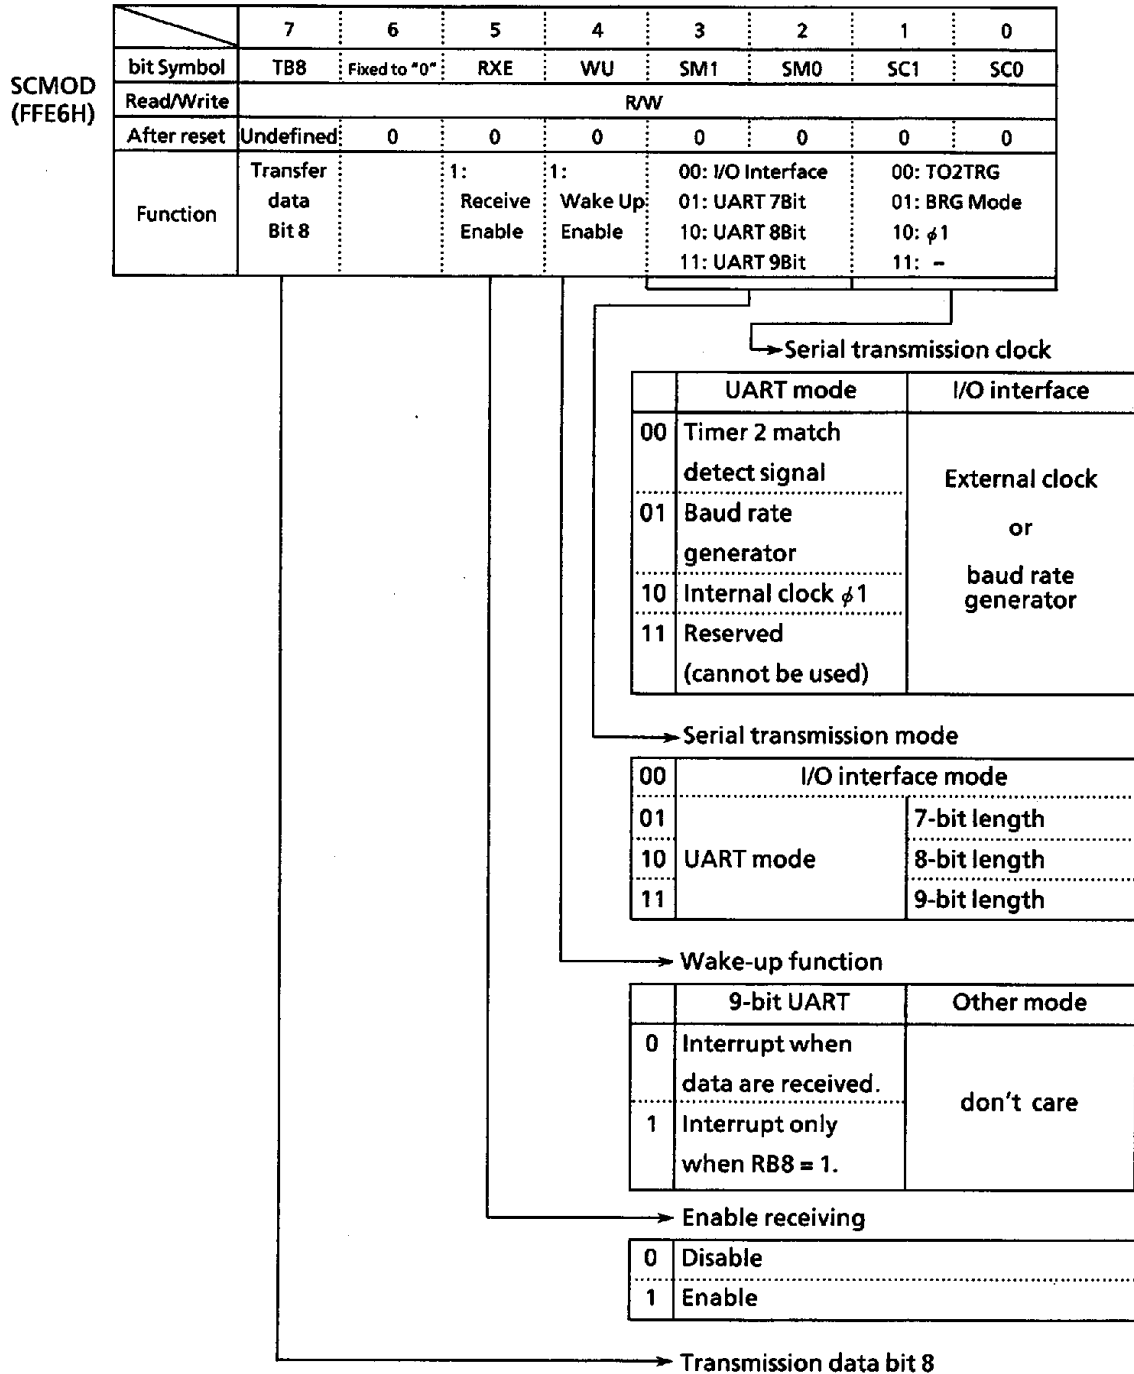 7 6 5 4 3 2 1 0
SCMOD
(FFE6H)
bit Symbol TB8 Fixed to "0" RXE WU SM1 SM0 SC1 SC0
Read/Write R/W
After reset Undefined 0 0 0 0 0 0 0
Function
Transfer
data
Bit 8
1:
Receive
Enable
1:
Wake Up
Enable
00: I/O Interface
01: UART 7Bit
10: UART 8Bit
11: UART 9Bit
00: TO2TRG
01: BRG Mode
10: ϕ1
11: –
Serial transmission clock
UART mode I/O interface
00 Timer 2 match
detect signal
01 Baud rate
generator
10 Internal clock ϕ1
11 Reserved
(cannot be used)
External clock
or
baud rate
generator
Serial transmission mode
00 I/O interface mode
01 7-bit length
10 UART mode 8-bit length
11 9-bit length
Wake-up function
9-bit UART Other mode
0 Interrupt when
data are received.
1 Interrupt only
when RB8 = 1.
don't care
Enable receiving
0 Disable
1 Enable
Transmission data bit 8